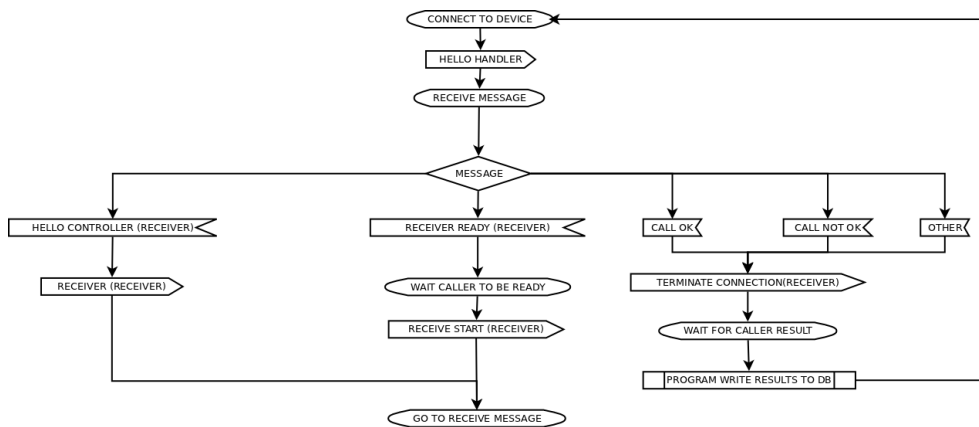 CONNECT TO DEVICE
HELLO HANDLER
RECEIVE MESSAGE
MESSAGE
HELLO CONTROLLER (RECEIVER)
RECEIVER READY (RECEIVER)
CALL OK
CALL NOT OK
OTHER
RECEIVER (RECEIVER)
WAIT CALLER TO BE READY
TERMINATE CONNECTION(RECEIVER)
RECEIVE START (RECEIVER)
WAIT FOR CALLER RESULT
PROGRAM WRITE RESULTS TO DB
GO TO RECEIVE MESSAGE